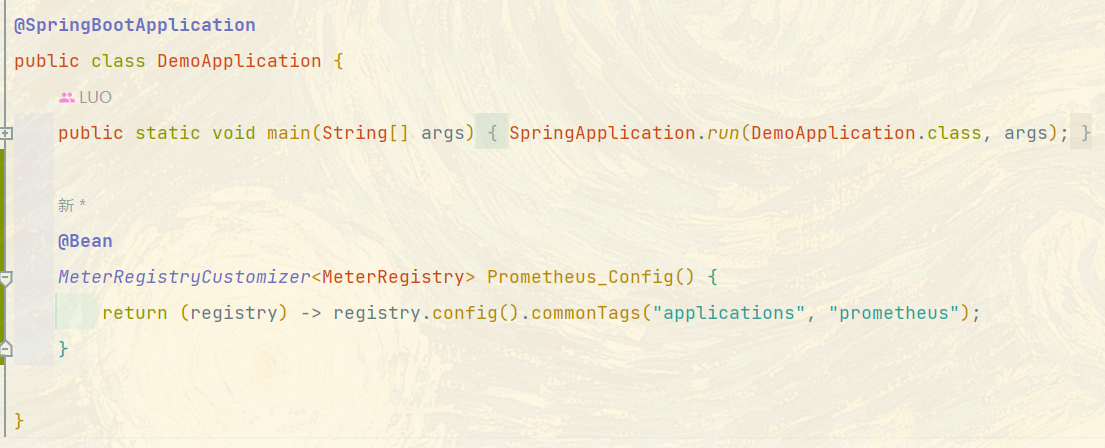 @SpringBootApplication
public class DemoApplication {
LUO
public static void main(String[] args) { SpringApplication.run(DemoApplication.class, args); }
新 *
@Bean
MeterRegistryCustomizer<MeterRegistry> Prometheus_Config() {
return (registry) -> registry.config().commonTags("applications", "prometheus");
}
}